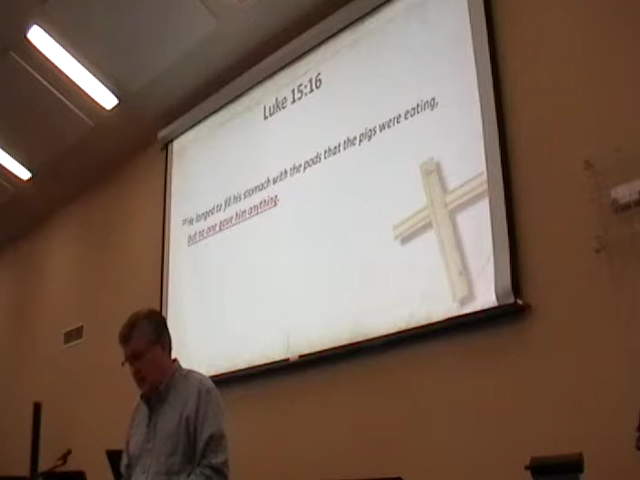 Luke 15:16
16 He longed to fill his stomach with the pods that the pigs were eating,
but no one gave him anything.